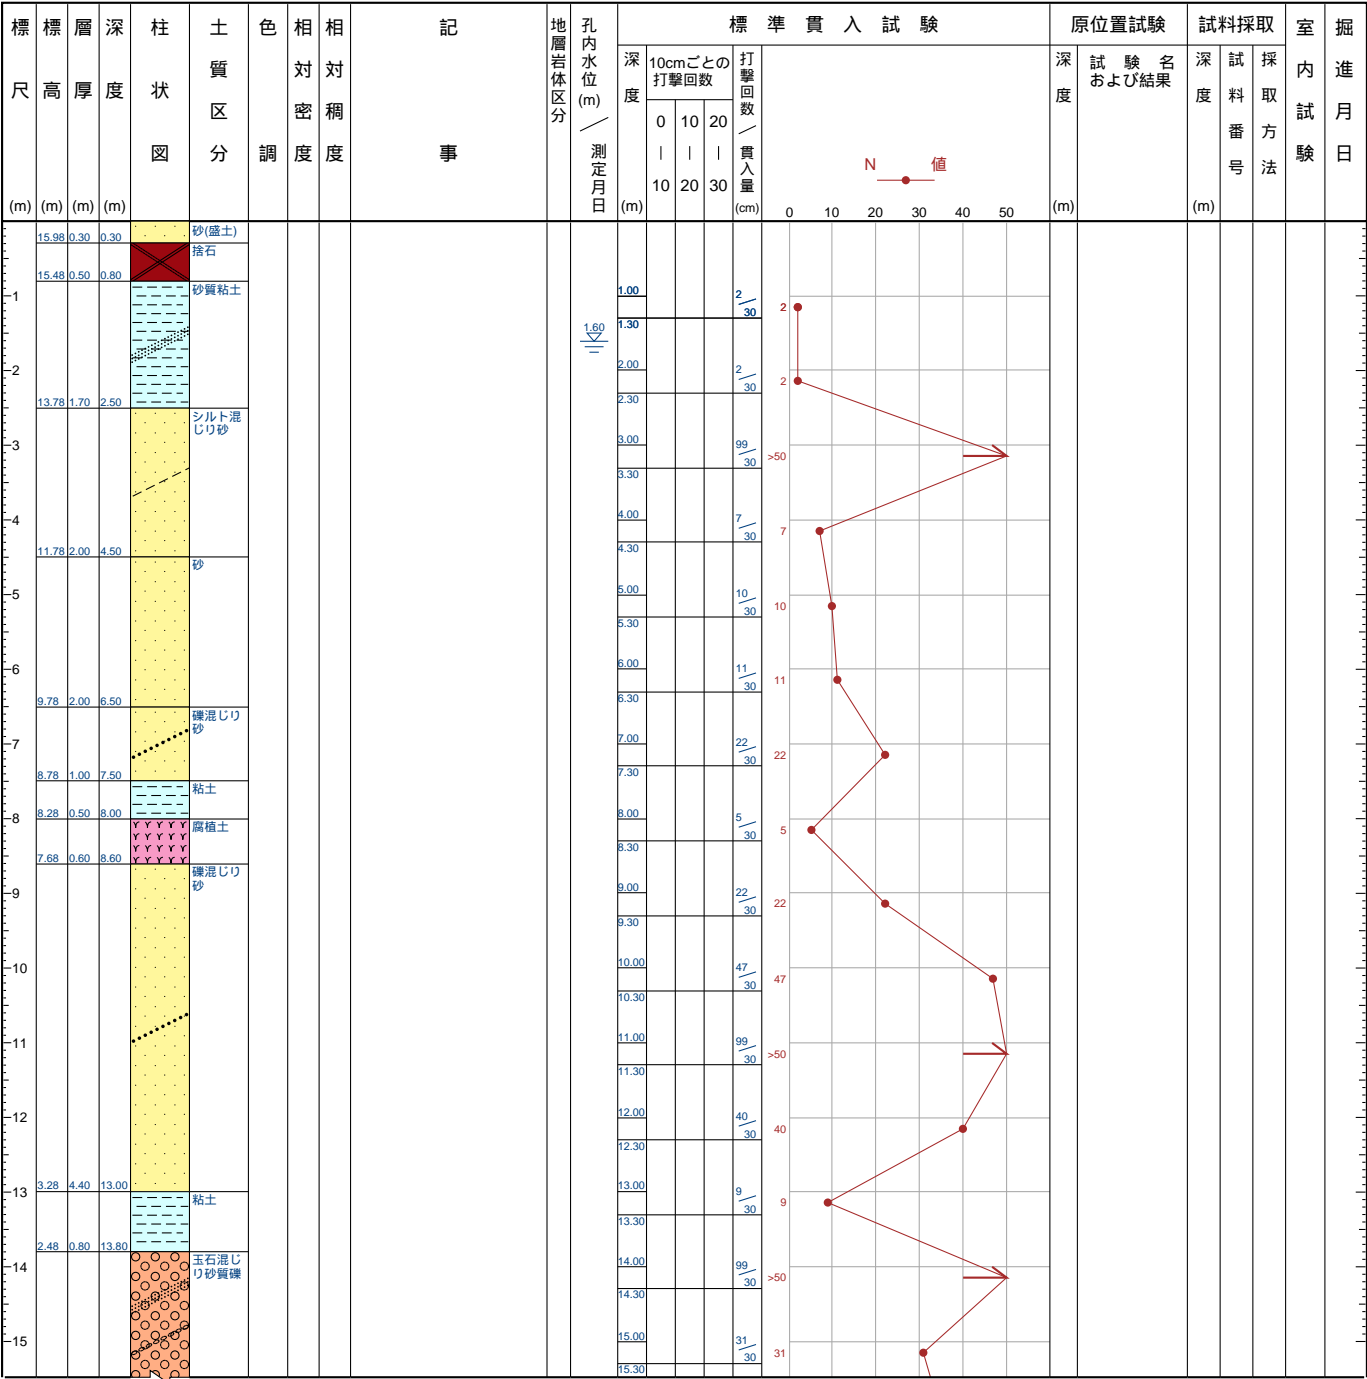 標尺(m)
標高(m)
層厚(m)
深度(m)
柱状図
土質区分
色調
相対密度
相対稠度
記事
地層岩体区分
孔内水位(m)／測定月日
標準貫入試験
深度(m)
10cmごとの
打撃回数
0 10 20
| | |
10 20 30
打撃回数／貫入量(cm)
N 値
0 10 20 30 40 50
原位置試験
深度(m)
試験名
および結果
試料採取
深度(m)
試料番号
採取方法
室内試験
掘進月日
15.98 0.30 0.30 砂(盛土)
15.48 0.50 0.80 捨石
砂質粘土
1
1.00 2/30 2
1.30
1.60
2
2.00 2/30 2
2.30
13.78 1.70 2.50
シルト混
じり砂
3
3.00 99/30 >50
3.30
4
4.00 7/30 7
4.30
11.78 2.00 4.50
砂
5
5.00 10/30 10
5.30
6
6.00 11/30 11
6.30
9.78 2.00 6.50
礫混じり
砂
7
7.00 22/30 22
7.30
8.78 1.00 7.50
粘土
8
8.28 0.50 8.00
8.00 5/30 5
腐植土
8.30
7.68 0.60 8.60
礫混じり
砂
9
9.00 22/30 22
9.30
10
10.00 47/30 47
10.30
11
11.00 99/30 >50
11.30
12
12.00 40/30 40
12.30
13
3.28 4.40 13.00
13.00 9/30 9
粘土
13.30
2.48 0.80 13.80
玉石混じ
り砂質礫
14
14.00 99/30 >50
14.30
15
15.00 31/30 31
15.30